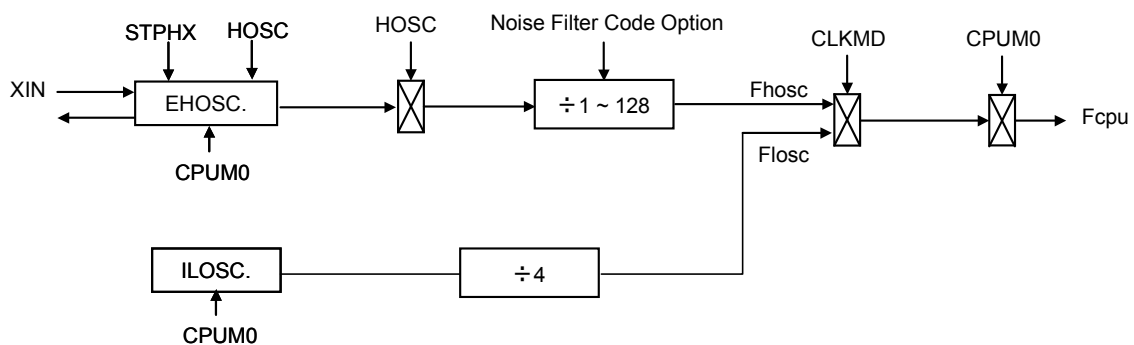 STPHX
HOSC
HOSC
Noise Filter Code Option
CLKMD
CPUM0
XIN
EHOSC.
÷1 ~ 128
Fhosc
Fcpu
Flosc
CPUM0
ILOSC.
÷4
CPUM0